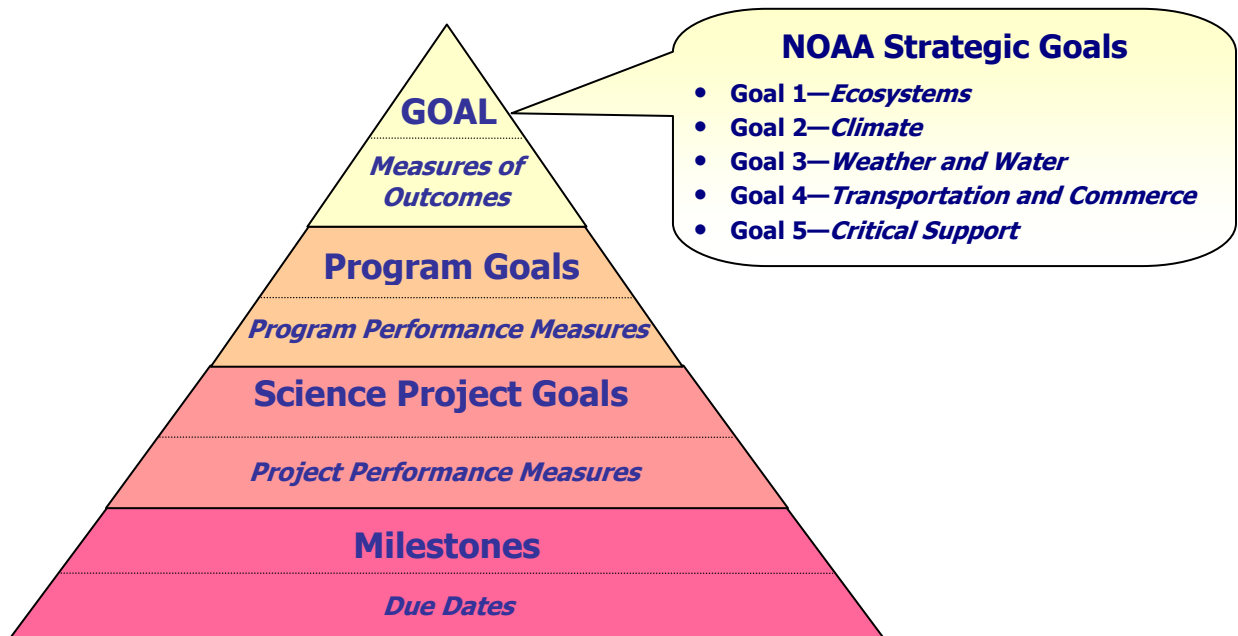 GOAL
Measures of
Outcomes
Program Goals
Program Performance Measures
Science Project Goals
Project Performance Measures
Milestones
Due Dates
NOAA Strategic Goals
• Goal 1—Ecosystems
• Goal 2—Climate
• Goal 3—Weather and Water
• Goal 4—Transportation and Commerce
• Goal 5—Critical Support